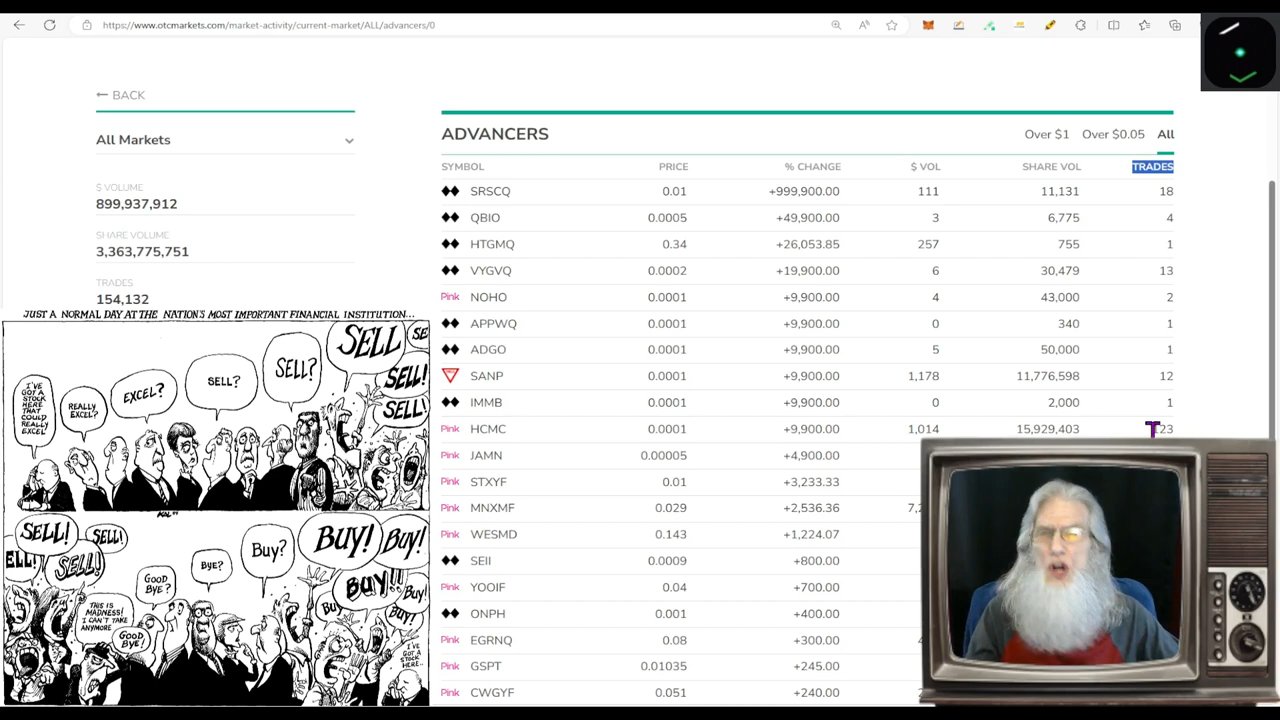 https://www.otcmarkets.com/market-activity/current-market/ALL/advancers/0
BACK
All Markets
$ VOLUME
899,937,912
SHARE VOLUME
3,363,775,751
TRADES
154,132
ADVANCERS Over $1 Over $0.05 All
SYMBOL PRICE % CHANGE $ VOL SHARE VOL TRADES
SRSCQ 0.01 +999,900.00 111 11,131 18
QBIO 0.0005 +49,900.00 3 6,775 4
HTGMQ 0.34 +26,053.85 257 755 1
VYGVQ 0.0002 +19,900.00 6 30,479 13
Pink NOHO 0.0001 +9,900.00 4 43,000 2
APPWQ 0.0001 +9,900.00 0 340 1
ADGO 0.0001 +9,900.00 5 50,000 1
SANP 0.0001 +9,900.00 1,178 11,776,598 12
IMMB 0.0001 +9,900.00 0 2,000 1
Pink HCMC 0.0001 +9,900.00 1,014 15,929,403 23
Pink JAMN 0.00005 +4,900.00
Pink STXYF 0.01 +3,233.33
Pink MNXMF 0.029 +2,536.36
Pink WESMD 0.143 +1,224.07
SEII 0.0009 +800.00
Pink YOOIF 0.04 +700.00
ONPH 0.001 +400.00
Pink EGRNQ 0.08 +300.00
Pink GSPT 0.01035 +245.00
Pink CWGYF 0.051 +240.00
JUST A NORMAL DAY AT THE NATION'S MOST IMPORTANT FINANCIAL INSTITUTION...
I'VE
GOT A
STOCK
HERE
THAT
COULD
REALLY
EXCEL
REALLY
EXCEL?
EXCEL?
SELL?
SELL?
SELL
SE
SELL!
SELL!
KAL
SELL!
SELL!
ELL!
SELL!
THIS IS
MADNESS!
I CAN'T TAKE
ANYMORE
GOOD
BYE!
GOOD
BYE?
BYE?
Buy?
BUY!
BUY!
BUY!!
Buy!
Buy!
I'VE
GOT A
STOCK
HERE..